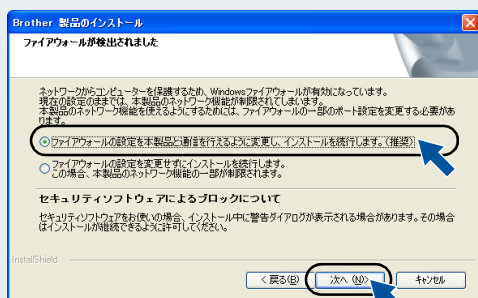 Brother 製品のインストール
ファイアウォールが検出されました
ネットワークからコンピューターを保護するため、Windowsファイアウォールが有効になっています。
現在の設定のままでは、本製品のネットワーク機能が制限されてしまいます。
本製品のネットワーク機能を使えるようにするためには、ファイアウォールの一部のポート設定を変更する必要があ
ります。
ファイアウォールの設定を本製品と通信を行えるように変更し、インストールを続行します。(推奨)
ファイアウォールの設定を変更せずにインストールを続行します。
この場合、本製品のネットワーク機能の一部が制限されます。
セキュリティソフトウェアによるブロックについて
セキュリティソフトウェアをお使いの場合、インストール中に警告ダイアログが表示される場合があります。その場合
はインストールが継続できるように許可してください。
InstallShield
< 戻る(B) 次へ (N)> キャンセル